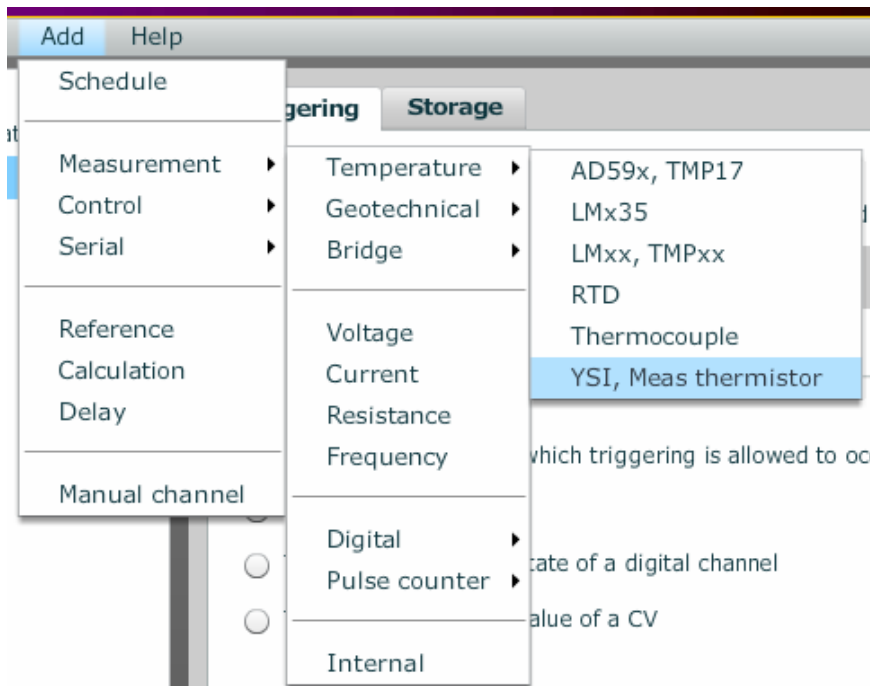 Add Help
Schedule
Measurement
Control
Serial
Reference
Calculation
Delay
Manual channel
gering Storage
Temperature
Geotechnical
Bridge
Voltage
Current
Resistance
Frequency
Digital
Pulse counter
Internal
AD59x, TMP17
LMx35
LMxx, TMPxx
RTD
Thermocouple
YSI, Meas thermistor
which triggering is allowed to oc
tate of a digital channel
alue of a CV